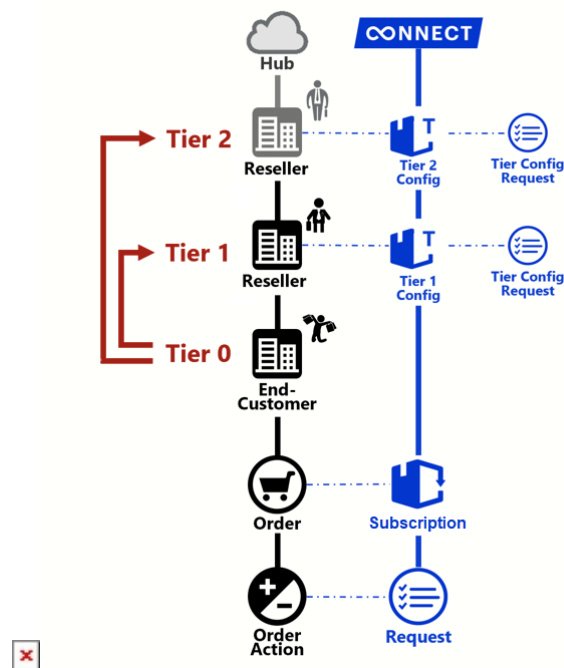 CONNECT
Hub
Tier 2
Reseller
T
Tier 2
Config
Tier Config
Request
Tier 1
Reseller
T
Tier 1
Config
Tier Config
Request
Tier 0
End-
Customer
Order
Subscription
Order
Action
Request